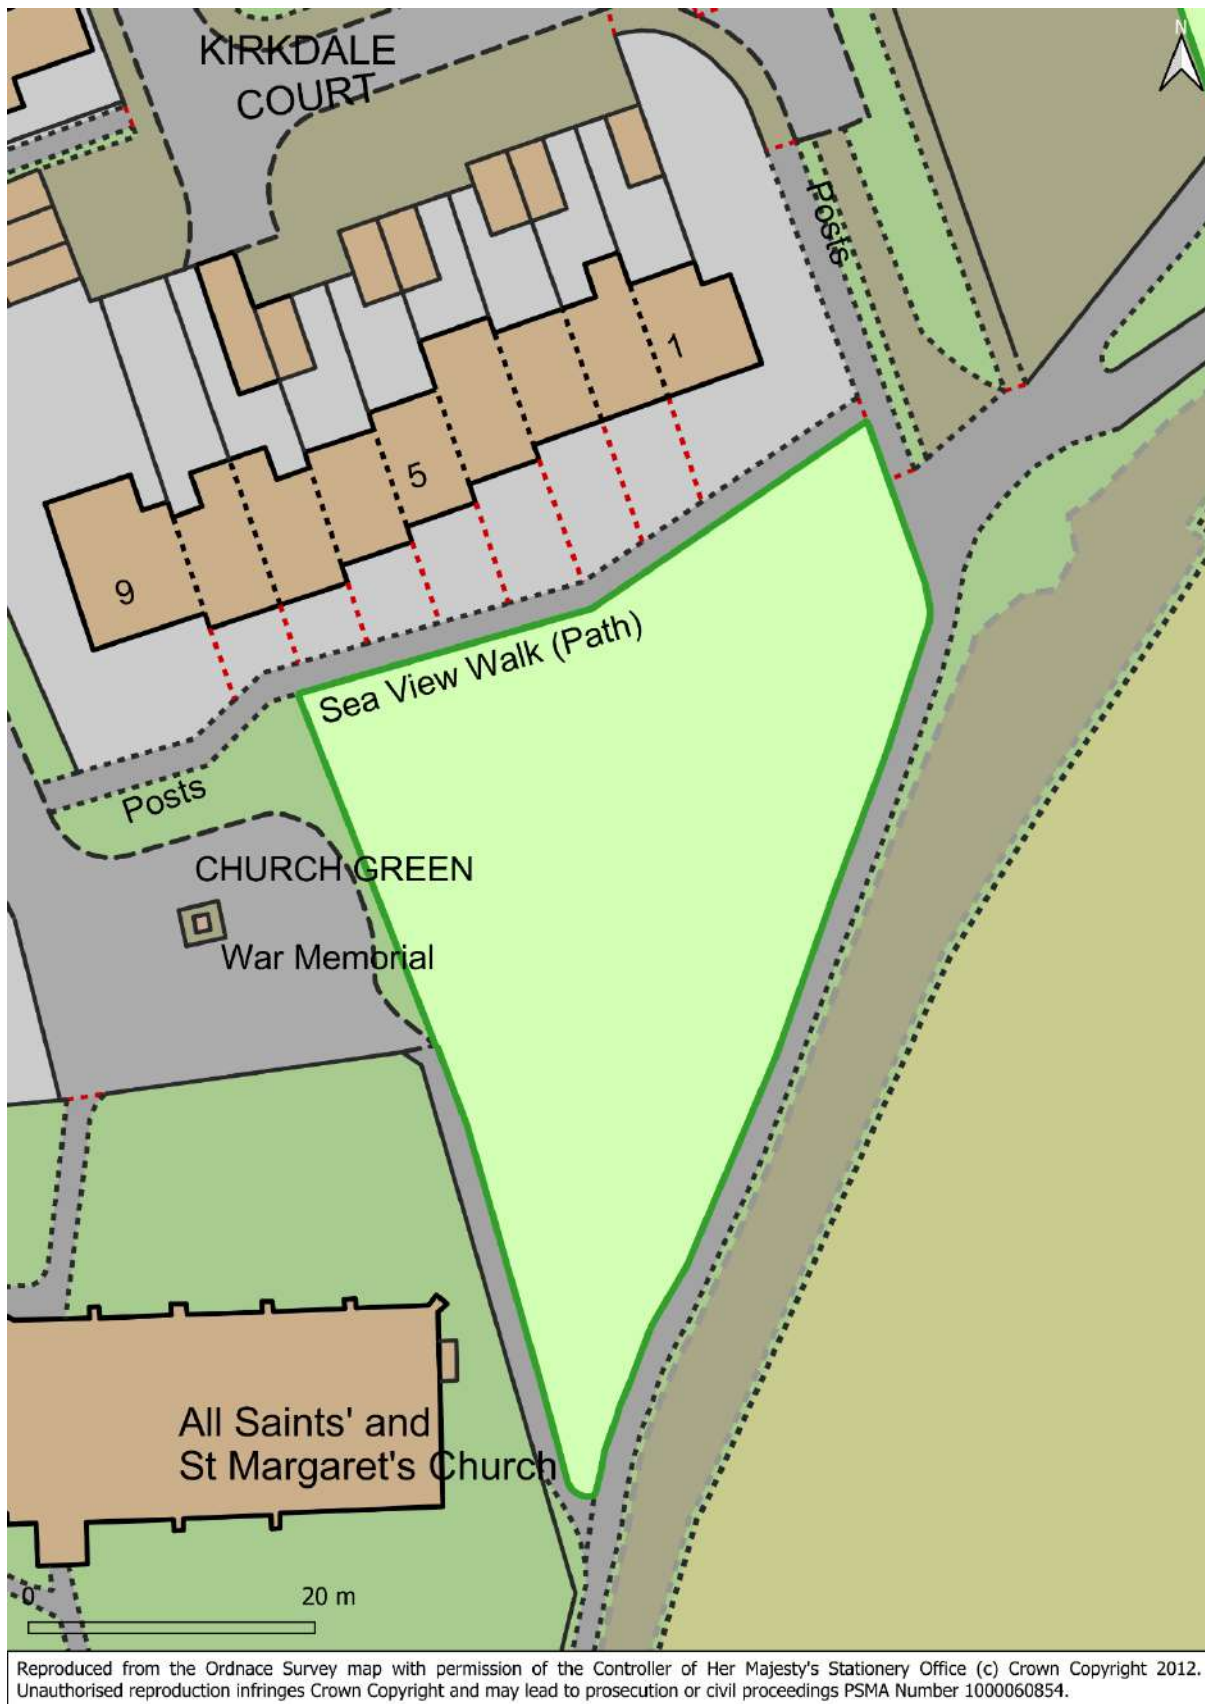 N
KIRKDALE
COURT
Posts
1
5
9
Sea View Walk (Path)
Posts
CHURCH GREEN
War Memorial
All Saints' and
St Margaret's Church
0 20 m
Reproduced from the Ordnace Survey map with permission of the Controller of Her Majesty's Stationery Office (c) Crown Copyright 2012.
Unauthorised reproduction infringes Crown Copyright and may lead to prosecution or civil proceedings PSMA Number 1000060854.